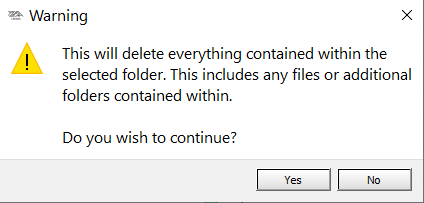 Warning
This will delete everything contained within the
selected folder. This includes any files or additional
folders contained within.
Do you wish to continue?
Yes
No